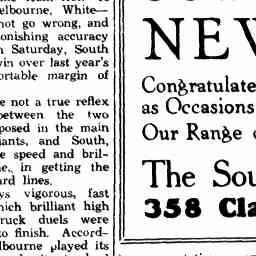 elbourne, White—
not go wrong, and
onishing accuracy
n Saturday, South
vin over last year's
ortable margin of
e not a true reflex
between the two
posed in the main
iants, and South,
e speed and bril-
e, in getting the
ard lines.
ys vigorous, fast
hich brilliant high
ruck duels were
to finish. Accord-
lbourne played its
NEV
Congratulate
as Occasions
Our Range
The Sou
358 Cla